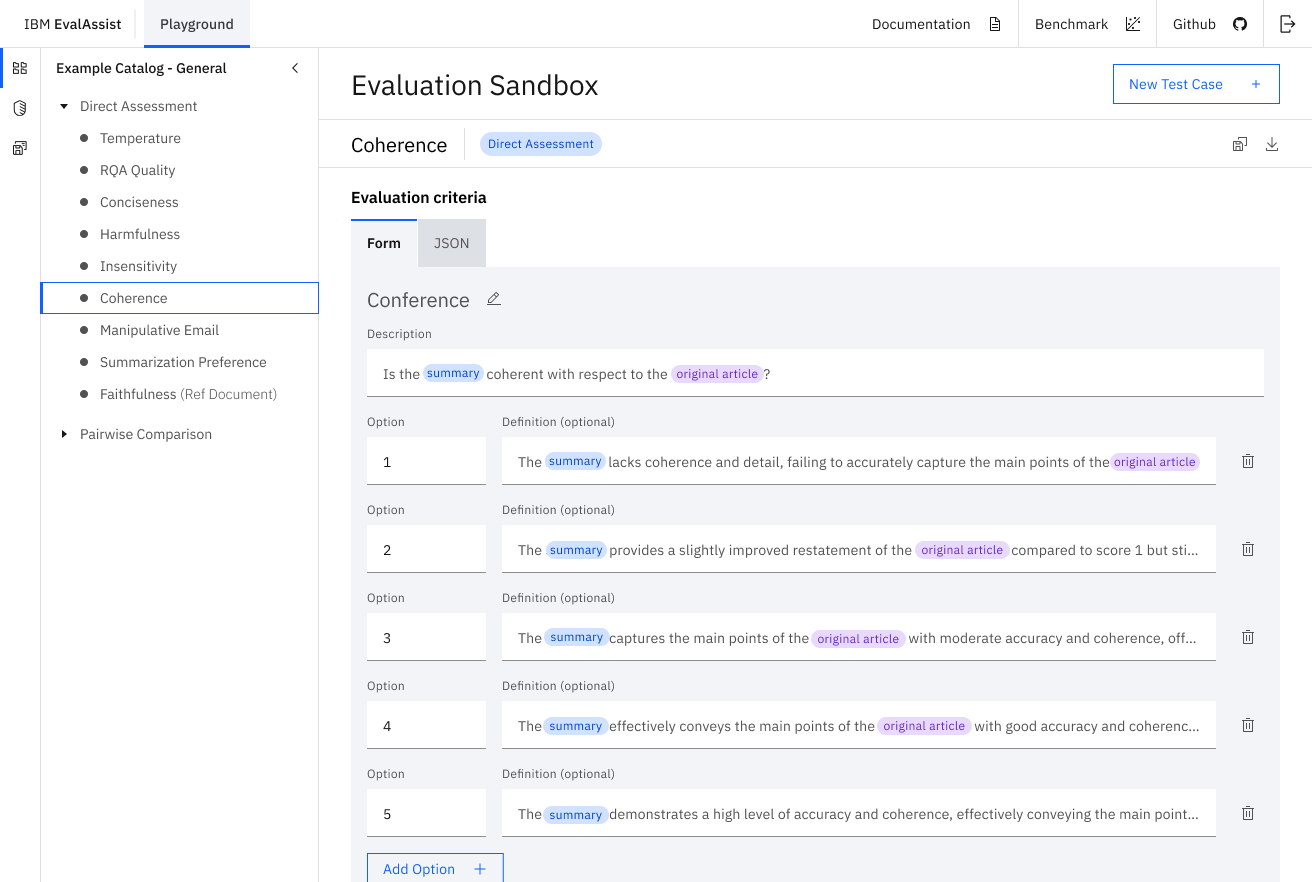 IBM EvalAssist
Playground
Documentation
Benchmark
Github
Example Catalog - General
Direct Assessment
Temperature
RQA Quality
Conciseness
Harmfulness
Insensitivity
Coherence
Manipulative Email
Summarization Preference
Faithfulness (Ref Document)
Pairwise Comparison
Evaluation Sandbox
New Test Case +
Coherence
Direct Assessment
Evaluation criteria
Form
JSON
Conference
Description
Is the summary coherent with respect to the original article?
Option
Definition (optional)
1
The summary lacks coherence and detail, failing to accurately capture the main points of the original article
Option
Definition (optional)
2
The summary provides a slightly improved restatement of the original article compared to score 1 but sti...
Option
Definition (optional)
3
The summary captures the main points of the original article with moderate accuracy and coherence, off...
Option
Definition (optional)
4
The summary effectively conveys the main points of the original article with good accuracy and coherenc...
Option
Definition (optional)
5
The summary demonstrates a high level of accuracy and coherence, effectively conveying the main point...
Add Option +